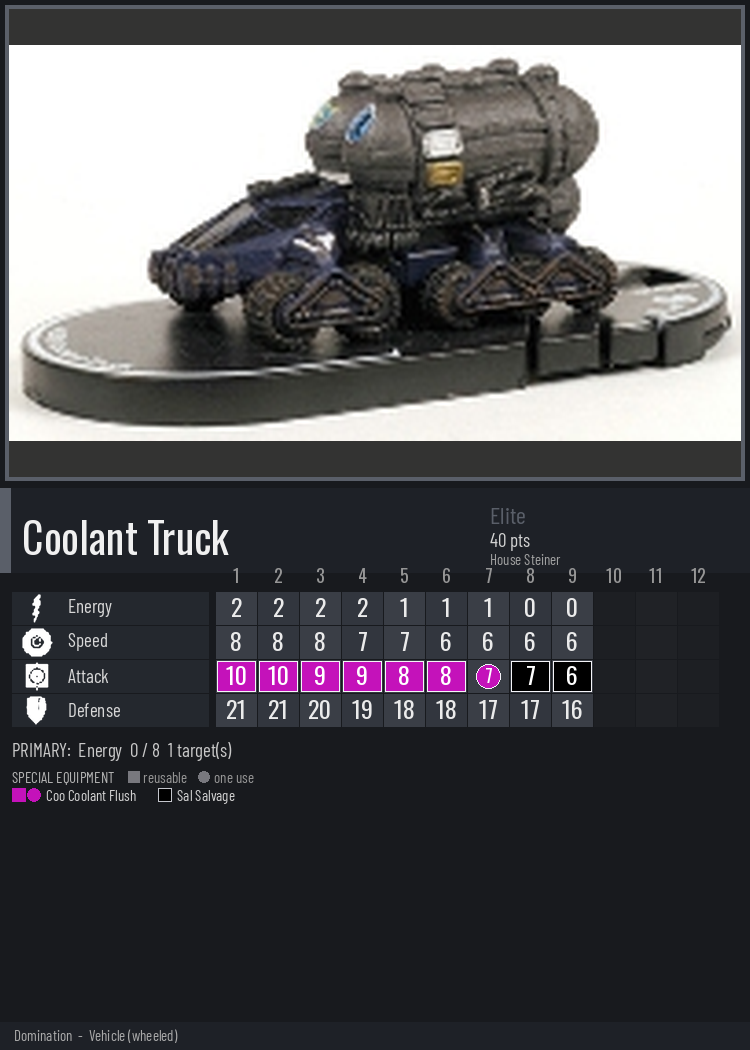 Coolant Truck
Elite
40 pts
House Steiner
1 2 3 4 5 6 7 8 9 10 11 12
Energy 2 2 2 2 1 1 1 0 0
Speed 8 8 8 7 7 6 6 6 6
Attack 10 10 9 9 8 8 7 7 6
Defense 21 21 20 19 18 18 17 17 16
PRIMARY: Energy 0 / 8 1 target(s)
SPECIAL EQUIPMENT reusable one use
Coo Coolant Flush Sal Salvage
Domination - Vehicle (wheeled)